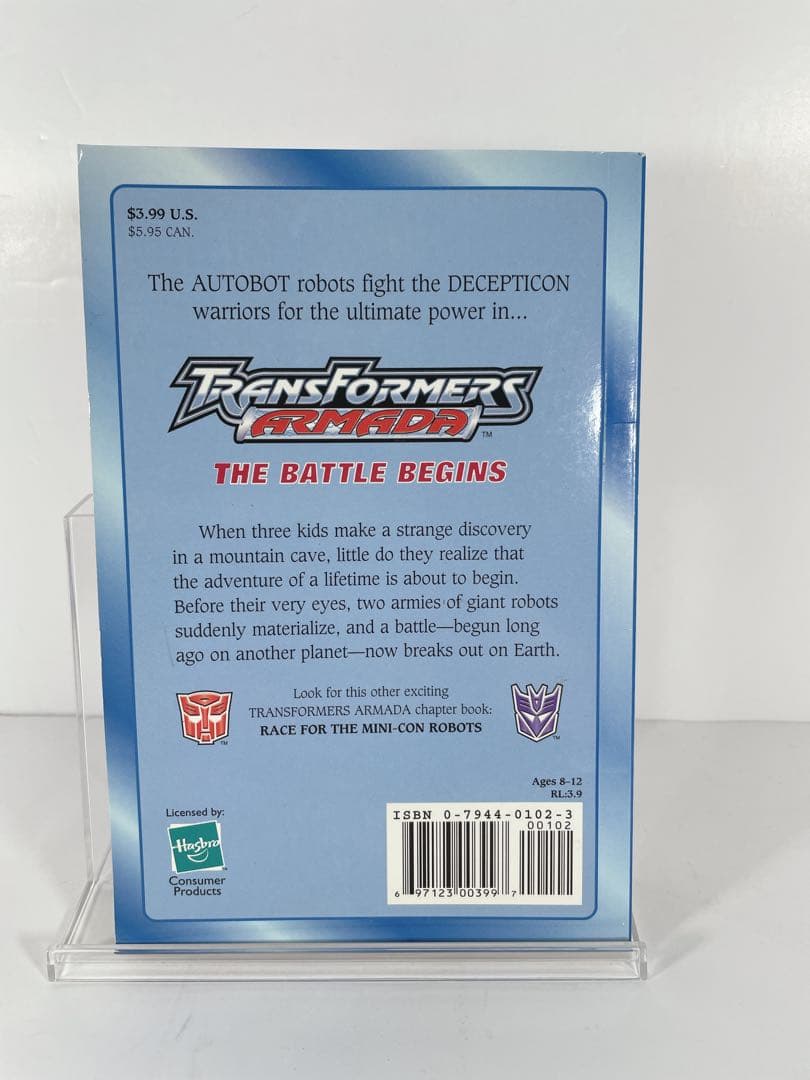 $3.99 U.S.
$5.95 CAN.
The AUTOBOT robots fight the DECEPTICON
warriors for the ultimate power in...
TRANSFORMERS
ARMADA™
THE BATTLE BEGINS
When three kids make a strange discovery
in a mountain cave, little do they realize that
the adventure of a lifetime is about to begin.
Before their very eyes, two armies of giant robots
suddenly materialize, and a battle—begun long
ago on another planet—now breaks out on Earth.
Look for this other exciting
TRANSFORMERS ARMADA chapter book:
RACE FOR THE MINI-CON ROBOTS
™
™
Ages 8–12
RL:3.9
Licensed by:
Hasbro™
Consumer
Products
ISBN 0-7944-0102-3
00102
6 97123 00399 7